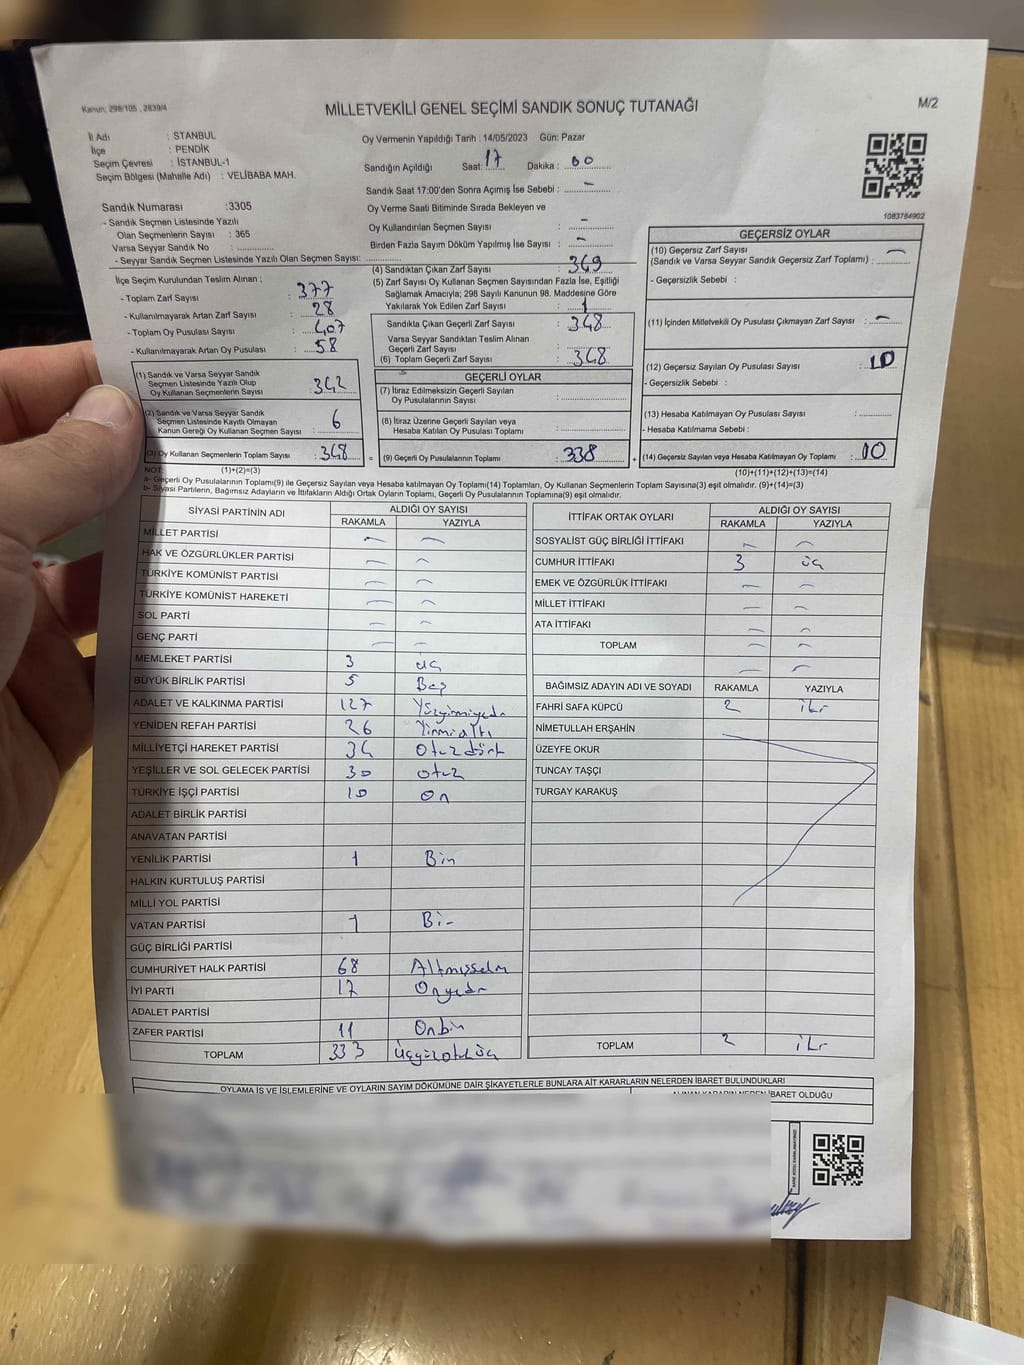 Kanun: 298/105 , 2839/4
MİLLETVEKİLİ GENEL SEÇİMİ SANDIK SONUÇ TUTANAĞI
M/2
İl Adı : STANBUL
İlçe : PENDİK
Seçim Çevresi : İSTANBUL-1
Seçim Bölgesi (Mahalle Adı) : VELİBABA MAH.
Sandık Numarası :3305
- Sandık Seçmen Listesinde Yazılı
Olan Seçmenlerin Sayısı : 365
Varsa Seyyar Sandık No : ..............
- Seyyar Sandık Seçmen Listesinde Yazılı Olan Seçmen Sayısı: ..............
Oy Vermenin Yapıldığı Tarih : 14/05/2023 Gün: Pazar
Sandığın Açıldığı Saat: 17 Dakika : 00
Sandık Saat 17:00'den Sonra Açımış İse Sebebi : –
Oy Verme Saati Bitiminde Sırada Bekleyen ve
Oy Kullandırılan Seçmen Sayısı : –
Birden Fazla Sayım Döküm Yapılmış İse Sayısı : –
1083784902
İlçe Seçim Kurulundan Teslim Alınan ;
- Toplam Zarf Sayısı : 377
- Kullanılmayarak Artan Zarf Sayısı : 28
- Toplam Oy Pusulası Sayısı : 407
- Kullanılmayarak Artan Oy Pusulası : 58
(1) Sandık ve Varsa Seyyar Sandık
Seçmen Listesinde Yazılı Olup
Oy Kullanan Seçmenlerin Sayısı : 342
(2) Sandık ve Varsa Seyyar Sandık
Seçmen Listesinde Kayıtlı Olmayan
Kanun Gereği Oy Kullanan Seçmen Sayısı : 6
(3) Oy Kullanan Seçmenlerin Toplam Sayısı : 348 =
(4) Sandıktan Çıkan Zarf Sayısı : 349
(5) Zarf Sayısı Oy Kullanan Seçmen Sayısından Fazla İse, Eşitliği
Sağlamak Amacıyla; 298 Sayılı Kanunun 98. Maddesine Göre
Yakılarak Yok Edilen Zarf Sayısı : 1
Sandıkta Çıkan Geçerli Zarf Sayısı : 348
Varsa Seyyar Sandıktan Teslim Alınan
Geçerli Zarf Sayısı : ..............
(6) Toplam Geçerli Zarf Sayısı : 348
GEÇERLİ OYLAR
(7) İtiraz Edilmeksizin Geçerli Sayılan
Oy Pusulalarının Sayısı : ..............
(8) İtiraz Üzerine Geçerli Sayılan veya
Hesaba Katılan Oy Pusulası Toplamı : ..............
(9) Geçerli Oy Pusulalarının Toplamı : 338 +
GEÇERSİZ OYLAR
(10) Geçersiz Zarf Sayısı
(Sandık ve Varsa Seyyar Sandık Geçersiz Zarf Toplamı) : –
- Geçersizlik Sebebi :
(11) İçinden Milletvekili Oy Pusulası Çıkmayan Zarf Sayısı : –
(12) Geçersiz Sayılan Oy Pusulası Sayısı : 10
- Geçersizlik Sebebi :
(13) Hesaba Katılmayan Oy Pusulası Sayısı : ..............
- Hesaba Katılmama Sebebi :
(14) Geçersiz Sayılan veya Hesaba Katılmayan Oy Toplamı : 10
NOT: (1)+(2)=(3)
(10)+(11)+(12)+(13)=(14)
a- Geçerli Oy Pusulalarının Toplamı(9) ile Geçersiz Sayılan veya Hesaba katılmayan Oy Toplamı(14) Toplamları, Oy Kullanan Seçmenlerin Toplam Sayısına(3) eşit olmalıdır. (9)+(14)=(3)
b- Siyasi Partilerin, Bağımsız Adayların ve İttifakların Aldığı Ortak Oyların Toplamı, Geçerli Oy Pusulalarının Toplamına(9) eşit olmalıdır.
SİYASİ PARTİNİN ADI ALDIĞI OY SAYISI
RAKAMLA YAZIYLA
MİLLET PARTİSİ – –
HAK VE ÖZGÜRLÜKLER PARTİSİ – –
TÜRKİYE KOMÜNİST PARTİSİ – –
TÜRKİYE KOMÜNİST HAREKETİ – –
SOL PARTİ – –
GENÇ PARTİ – –
MEMLEKET PARTİSİ 3 üç
BÜYÜK BİRLİK PARTİSİ 5 Beş
ADALET VE KALKINMA PARTİSİ 127 Yüzyirmiyedi
YENİDEN REFAH PARTİSİ 26 Yirmialtı
MİLLİYETÇİ HAREKET PARTİSİ 34 Otuzdört
YEŞİLLER VE SOL GELECEK PARTİSİ 30 otuz
TÜRKİYE İŞÇİ PARTİSİ 10 On
ADALET BİRLİK PARTİSİ
ANAVATAN PARTİSİ
YENİLİK PARTİSİ 1 Bir
HALKIN KURTULUŞ PARTİSİ
MİLLİ YOL PARTİSİ
VATAN PARTİSİ 1 Bir
GÜÇ BİRLİĞİ PARTİSİ
CUMHURİYET HALK PARTİSİ 68 Altmışsekiz
İYİ PARTİ 17 Onyedi
ADALET PARTİSİ
ZAFER PARTİSİ 11 Onbir
TOPLAM 333 Üçyüzotuzüç
İTTİFAK ORTAK OYLARI ALDIĞI OY SAYISI
RAKAMLA YAZIYLA
SOSYALİST GÜÇ BİRLİĞİ İTTİFAKI – –
CUMHUR İTTİFAKI 3 üç
EMEK VE ÖZGÜRLÜK İTTİFAKI – –
MİLLET İTTİFAKI – –
ATA İTTİFAKI – –
TOPLAM – –
BAĞIMSIZ ADAYIN ADI VE SOYADI RAKAMLA YAZIYLA
FAHRİ SAFA KÜPCÜ 2 iki
NİMETULLAH ERŞAHİN
ÜZEYFE OKUR
TUNCAY TAŞÇI
TURGAY KARAKUŞ
TOPLAM 2 iki
OYLAMA İŞ VE İŞLEMLERİNE VE OYLARIN SAYIM DÖKÜMÜNE DAİR ŞİKAYETLERLE BUNLARA AİT KARARLARIN NELERDEN İBARET BULUNDUKLARI
İBARET OLDUĞU